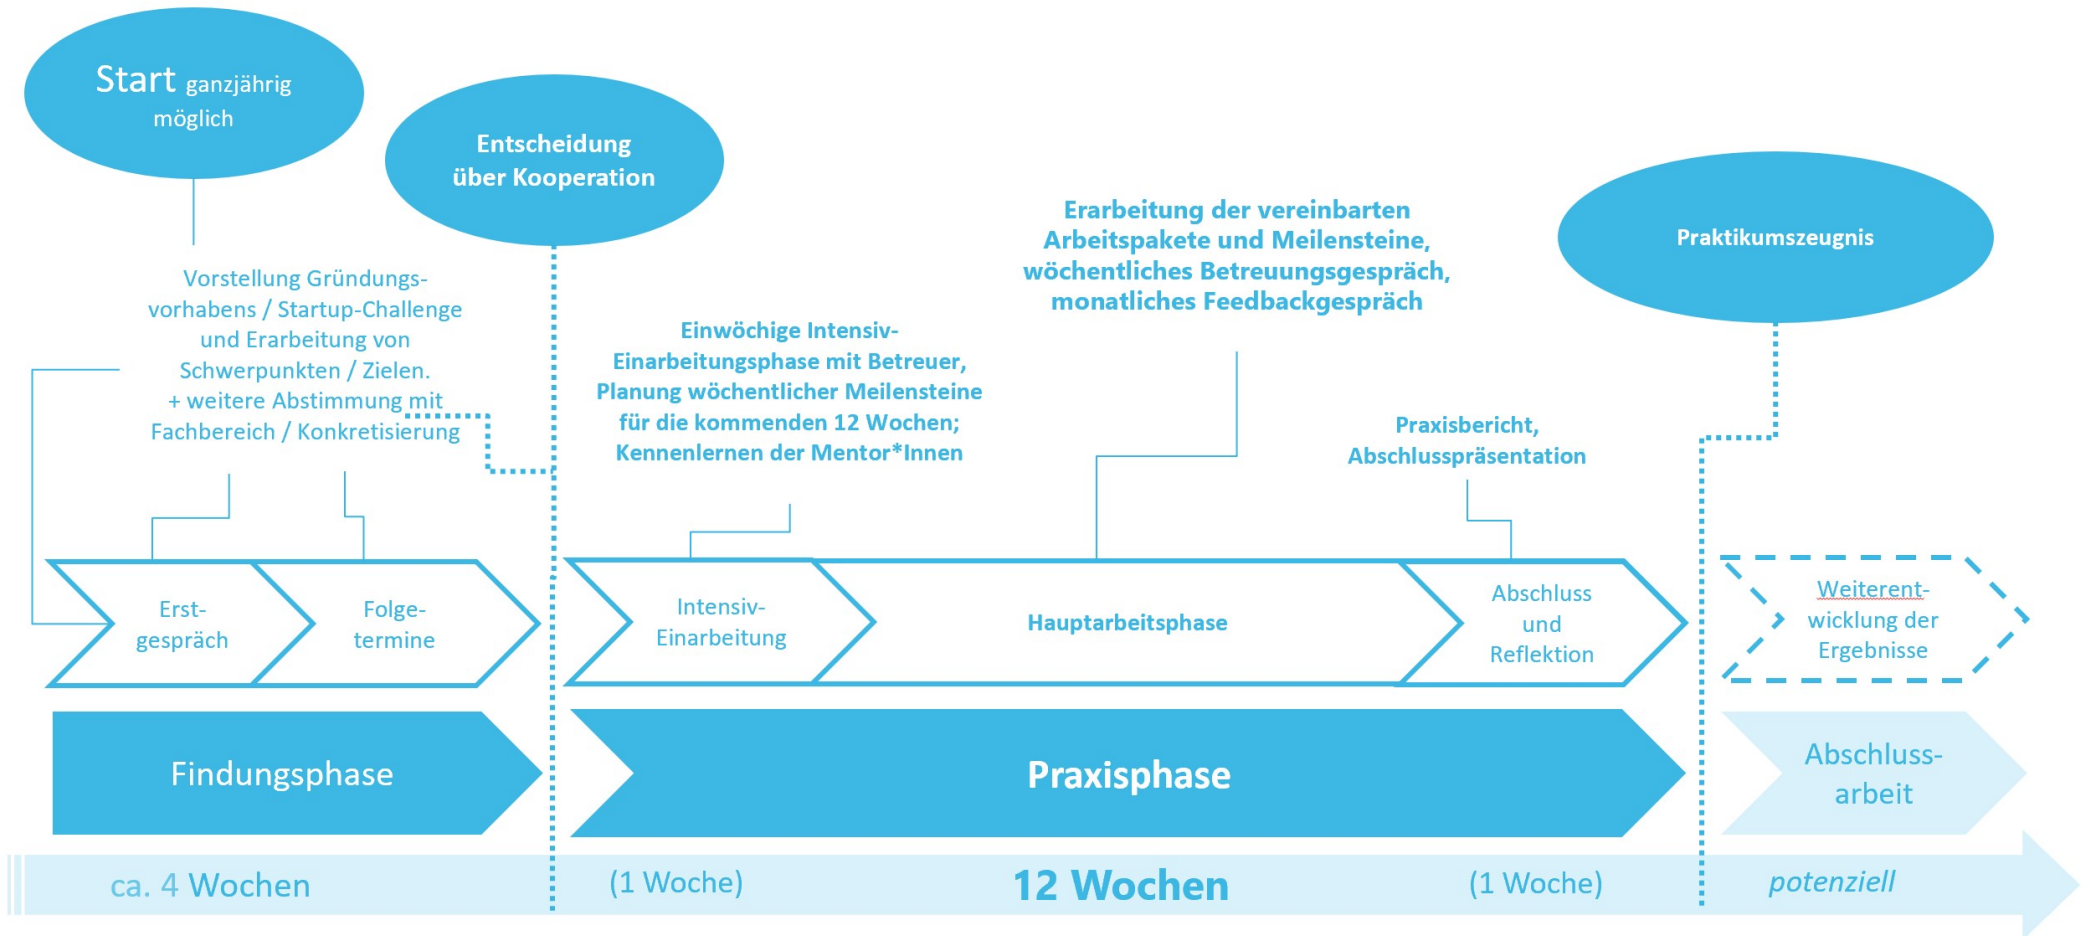 Start ganzjährig
möglich
Entscheidung
über Kooperation
Praktikumszeugnis
Vorstellung Gründungs-
vorhabens / Startup-Challenge
und Erarbeitung von
Schwerpunkten / Zielen.
+ weitere Abstimmung mit
Fachbereich / Konkretisierung
Einwöchige Intensiv-
Einarbeitungsphase mit Betreuer,
Planung wöchentlicher Meilensteine
für die kommenden 12 Wochen;
Kennenlernen der Mentor*Innen
Erarbeitung der vereinbarten
Arbeitspakete und Meilensteine,
wöchentliches Betreuungsgespräch,
monatliches Feedbackgespräch
Praxisbericht,
Abschlusspräsentation
Erst-
gespräch
Folge-
termine
Intensiv-
Einarbeitung
Hauptarbeitsphase
Abschluss
und
Reflektion
Weiterent-
wicklung der
Ergebnisse
Findungsphase
Praxisphase
Abschluss-
arbeit
ca. 4 Wochen
(1 Woche)
12 Wochen
(1 Woche)
potenziell